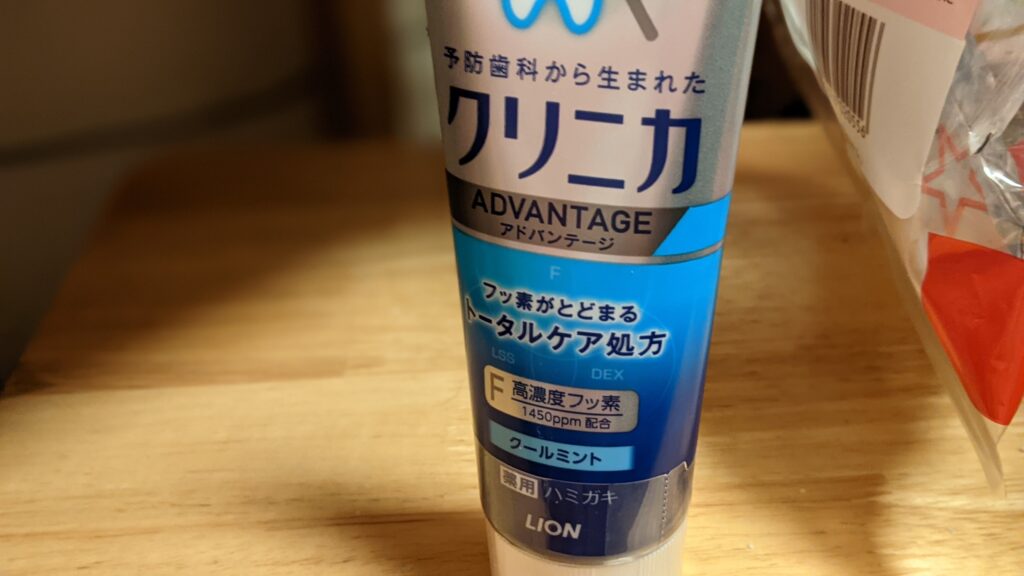 予防歯科から生まれた
クリニカ
ADVANTAGE
アドバンテージ
F
フッ素がとどまる
トータルケア処方
LSS
DEX
F 高濃度フッ素
1450ppm 配合
クールミント
薬用 ハミガキ
LION